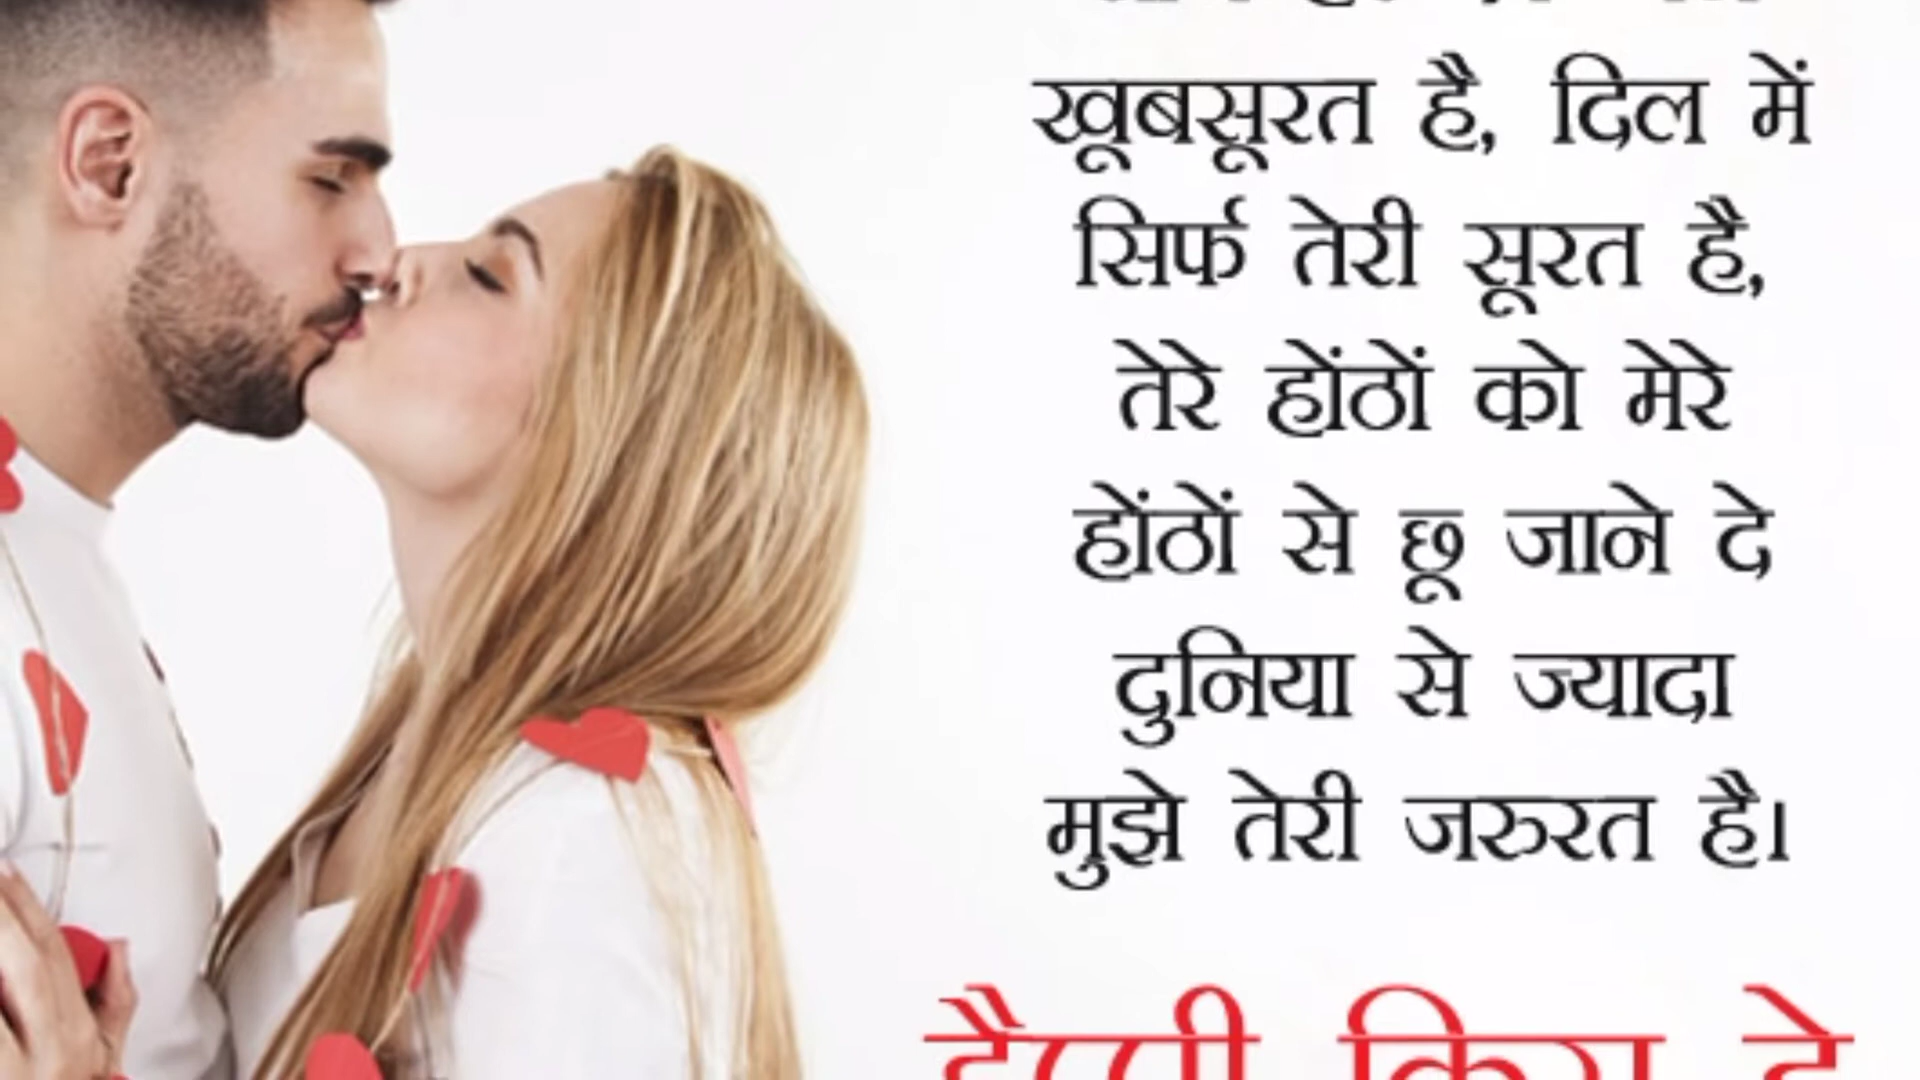 खूबसूरत है, दिल में
सिर्फ तेरी सूरत है,
तेरे होंठों को मेरे
होंठों से छू जाने दे
दुनिया से ज्यादा
मुझे तेरी जरुरत है।
हैप्पी किस डे